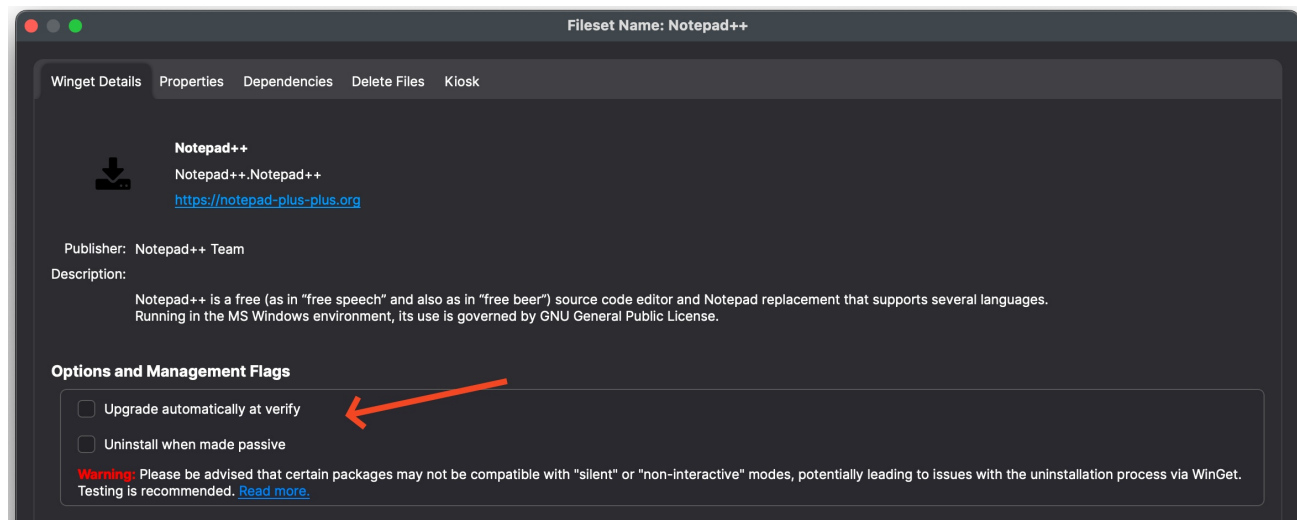 Fileset Name: Notepad++
Winget Details Properties Dependencies Delete Files Kiosk
Notepad++
Notepad++.Notepad++
https://notepad-plus-plus.org
Publisher: Notepad++ Team
Description:
Notepad++ is a free (as in “free speech” and also as in “free beer”) source code editor and Notepad replacement that supports several languages.
Running in the MS Windows environment, its use is governed by GNU General Public License.
Options and Management Flags
Upgrade automatically at verify
Uninstall when made passive
Warning: Please be advised that certain packages may not be compatible with "silent" or "non-interactive" modes, potentially leading to issues with the uninstallation process via WinGet.
Testing is recommended. Read more.